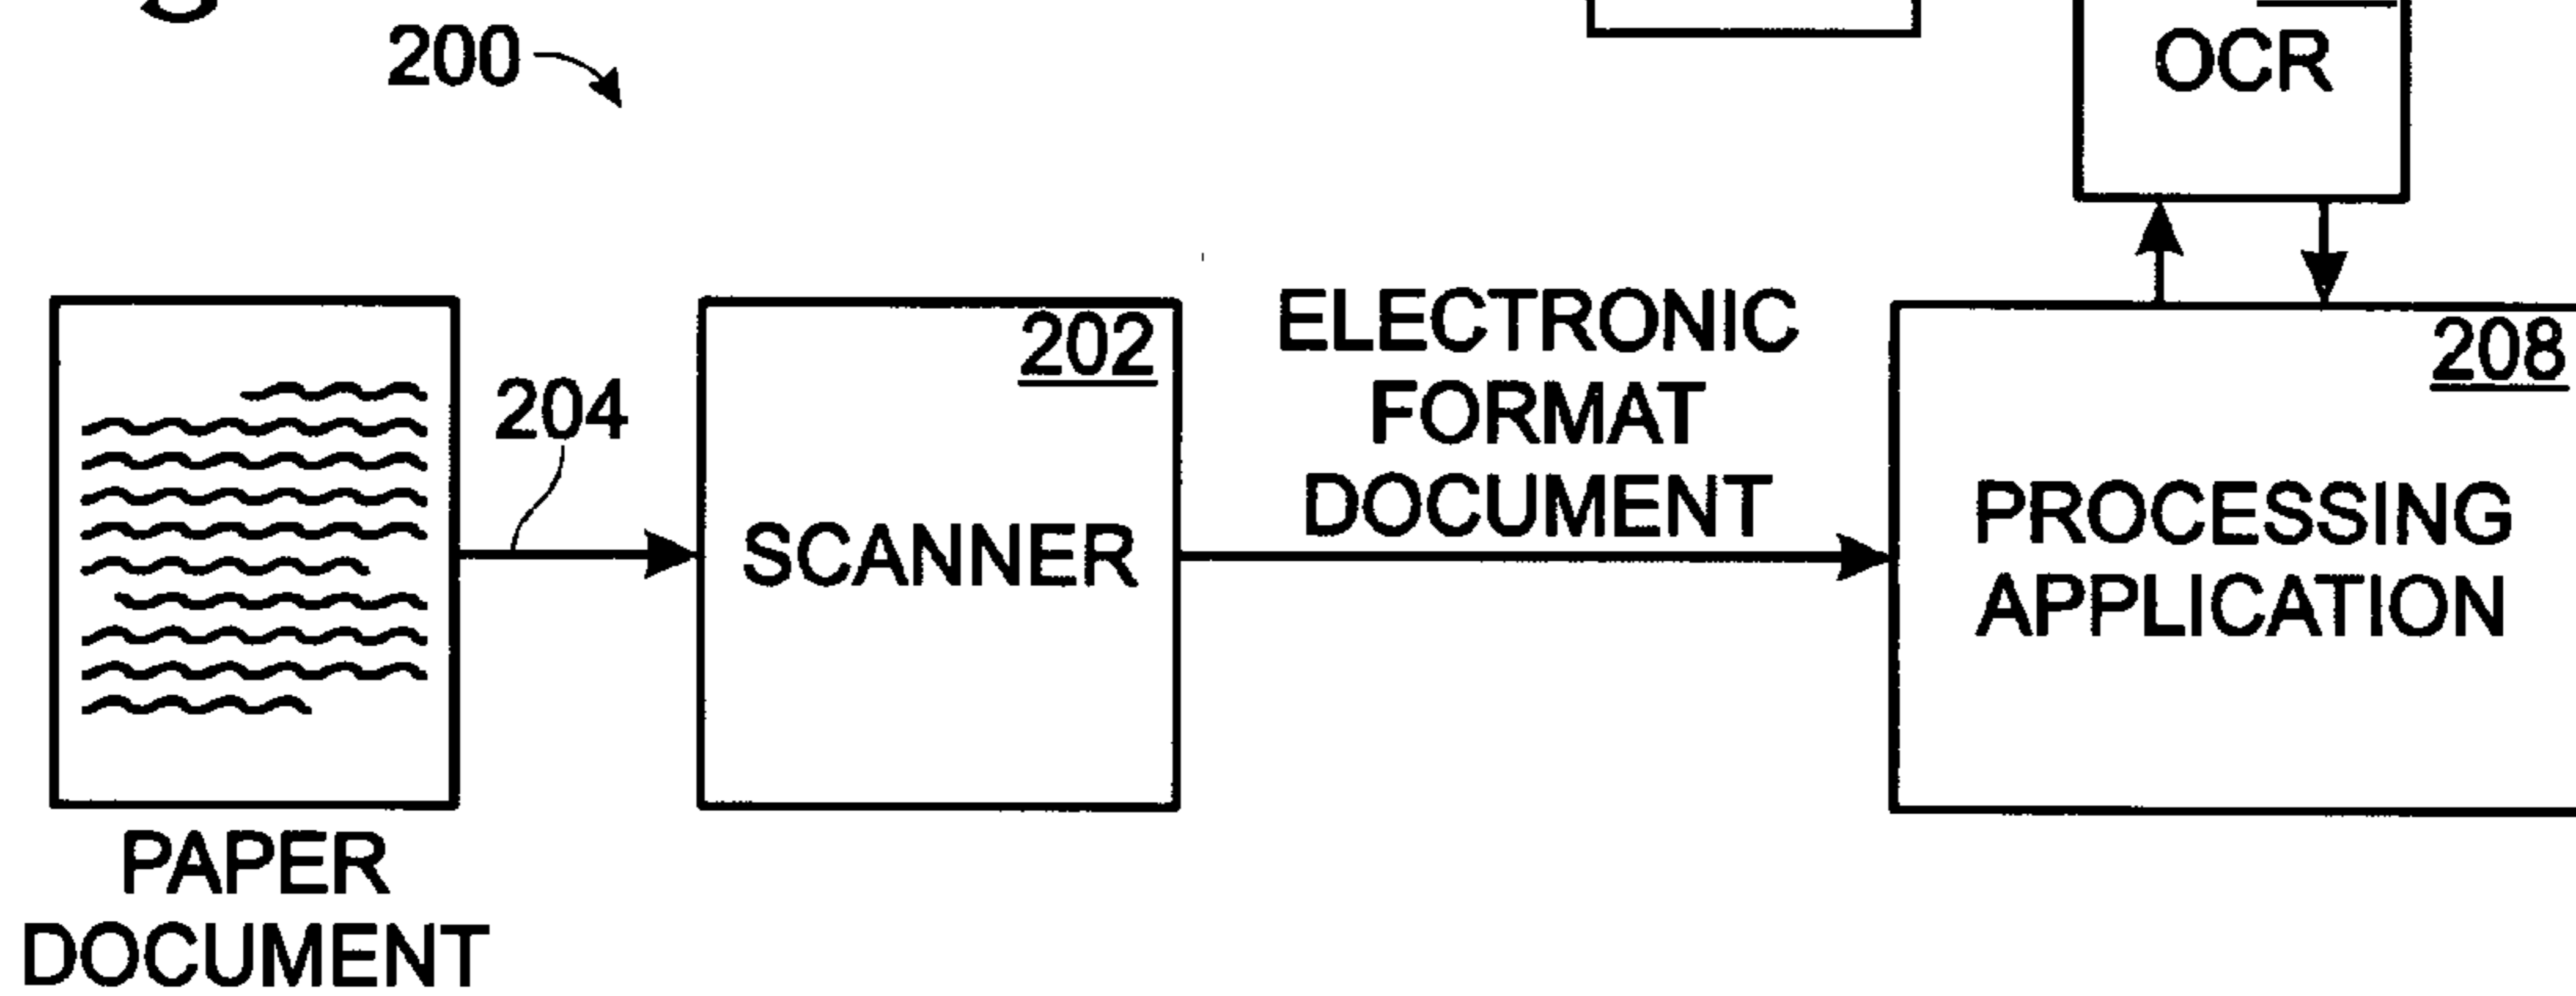 200
OCR
204
202
SCANNER
ELECTRONIC
FORMAT
DOCUMENT
208
PROCESSING
APPLICATION
PAPER
DOCUMENT